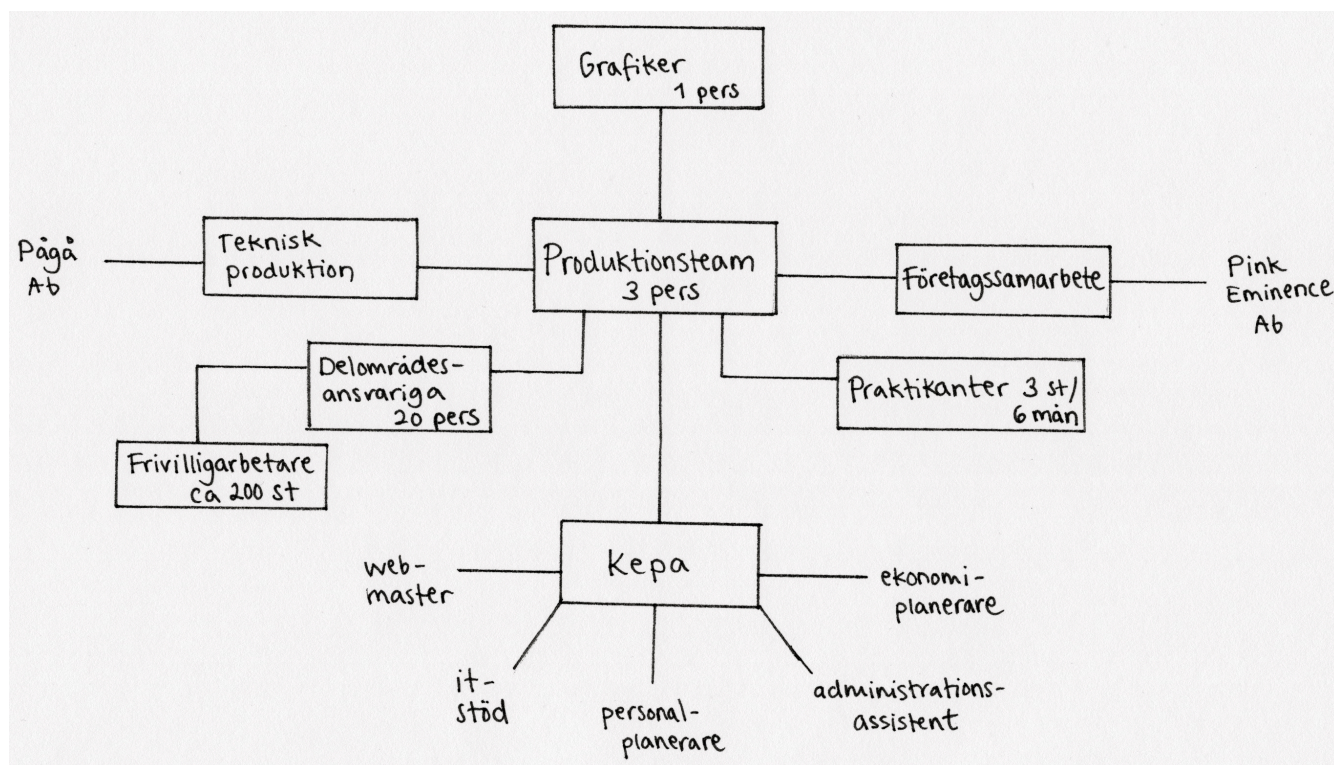 Grafiker
1 pers
Pågå
Ab
Teknisk
produktion
Produktionsteam
3 pers
Företagssamarbete
Pink
Eminence
Ab
Delområdes-
ansvariga
20 pers
Praktikanter 3 st/
6 mån
Frivilligarbetare
ca 200 st
Kepa
web-
master
ekonomi-
planerare
it-
stöd
personal-
planerare
administrations-
assistent